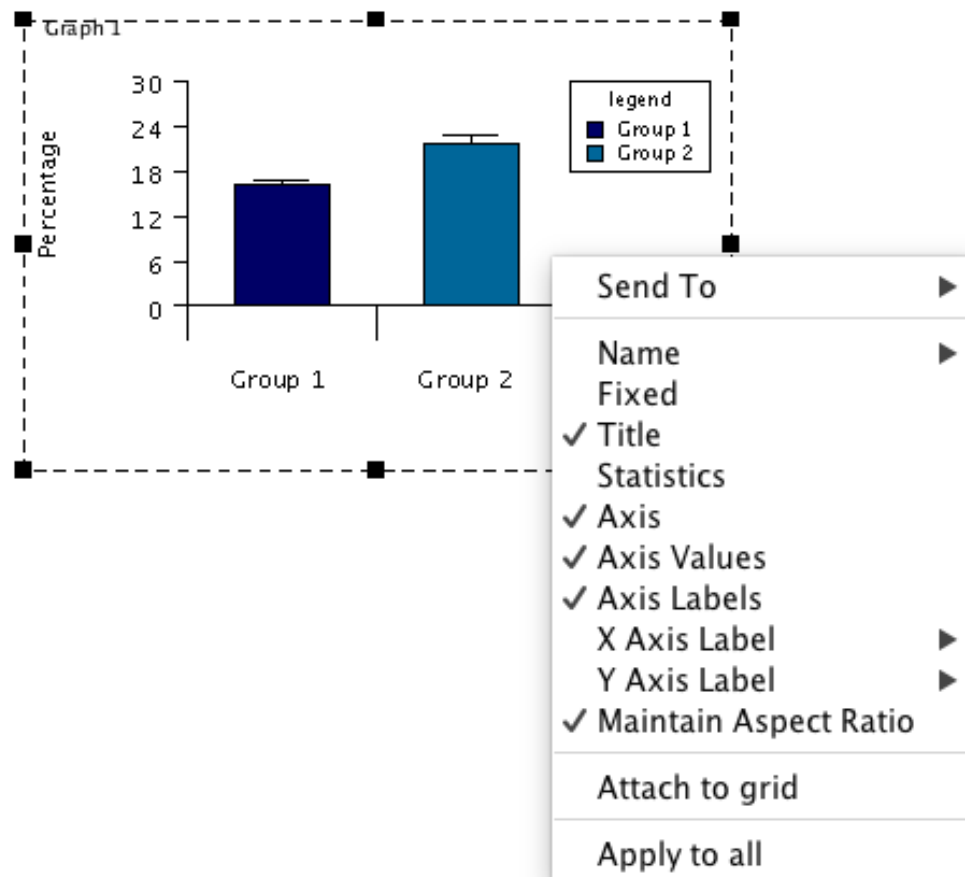 Graph 1
Percentage
30
24
18
12
6
0
legend
Group 1
Group 2
Group 1
Group 2
Send To
Name
Fixed
Title
Statistics
Axis
Axis Values
Axis Labels
X Axis Label
Y Axis Label
Maintain Aspect Ratio
Attach to grid
Apply to all